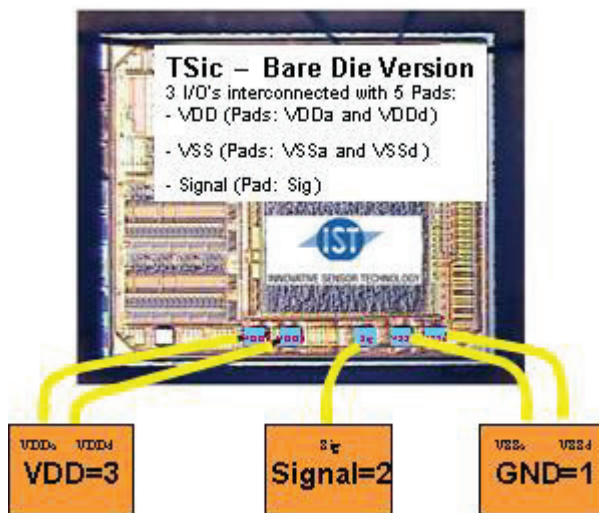 TSic – Bare Die Version
3 I/O's interconnected with 5 Pads:
- VDD (Pads: VDDa and VDDd)
- VSS (Pads: VSSa and VSSd)
- Signal (Pad: Sig)
IST
INNOVATIVE SENSOR TECHNOLOGY
Sig
VDDa VDDd
VDD=3
Sig
Signal=2
VSSa VSSd
GND=1